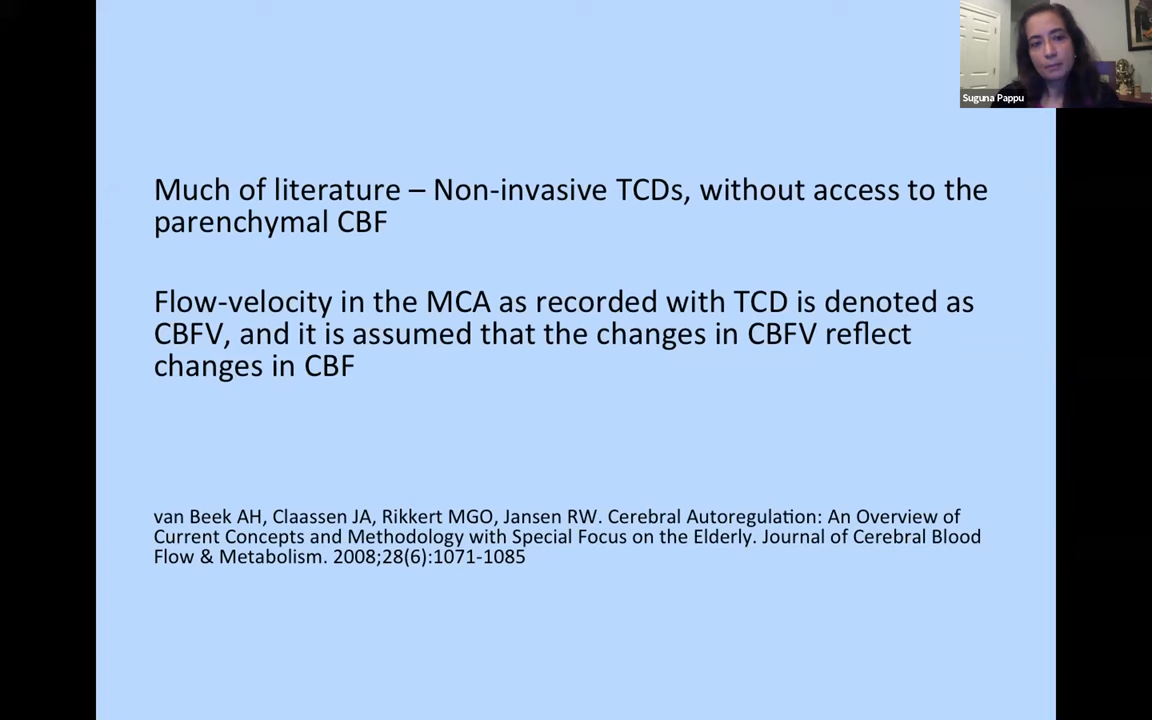 Suguna Pappu
Much of literature – Non-invasive TCDs, without access to the
parenchymal CBF
Flow-velocity in the MCA as recorded with TCD is denoted as
CBFV, and it is assumed that the changes in CBFV reflect
changes in CBF
van Beek AH, Claassen JA, Rikkert MGO, Jansen RW. Cerebral Autoregulation: An Overview of
Current Concepts and Methodology with Special Focus on the Elderly. Journal of Cerebral Blood
Flow & Metabolism. 2008;28(6):1071-1085